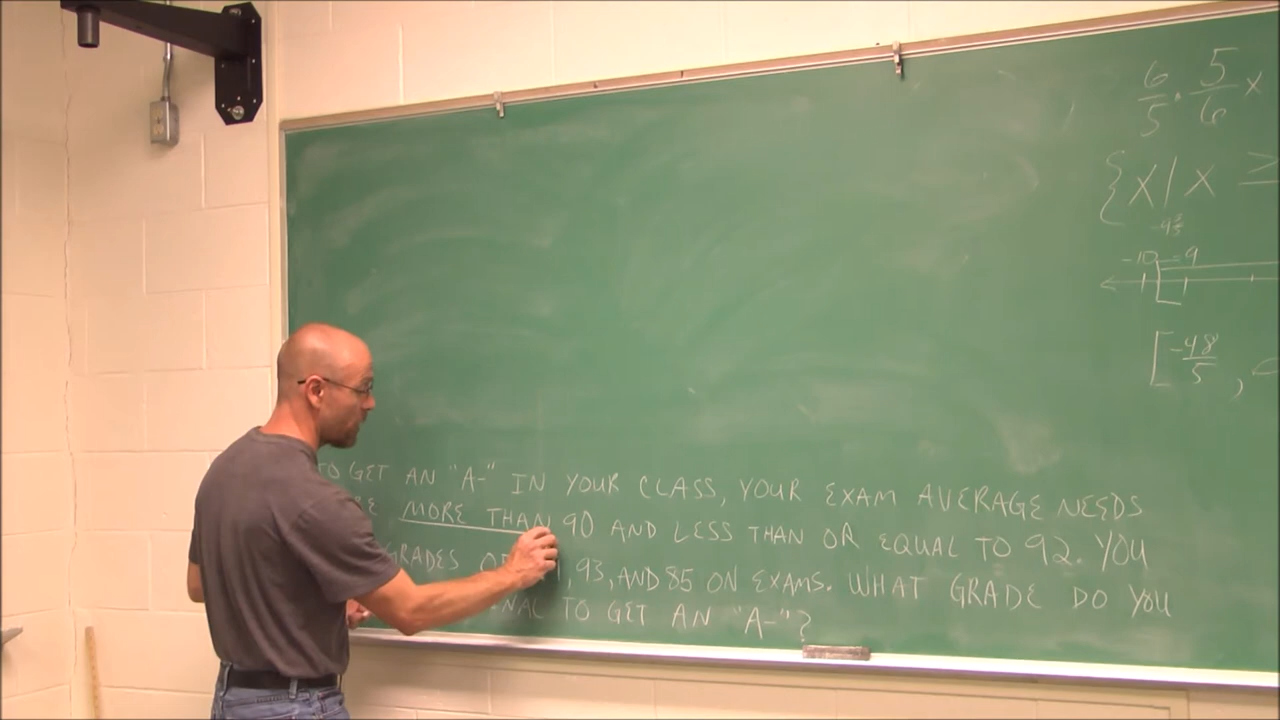 TO GET AN "A-" IN YOUR CLASS, YOUR EXAM AVERAGE NEEDS
MORE THAN 90 AND LESS THAN OR EQUAL TO 92. YOU
GRADES OF , 93, AND 85 ON EXAMS. WHAT GRADE DO YOU
TO GET AN "A-"?
6/5 · 5/6 x
{X | X ≥
-10 -9
[-48/5 ,